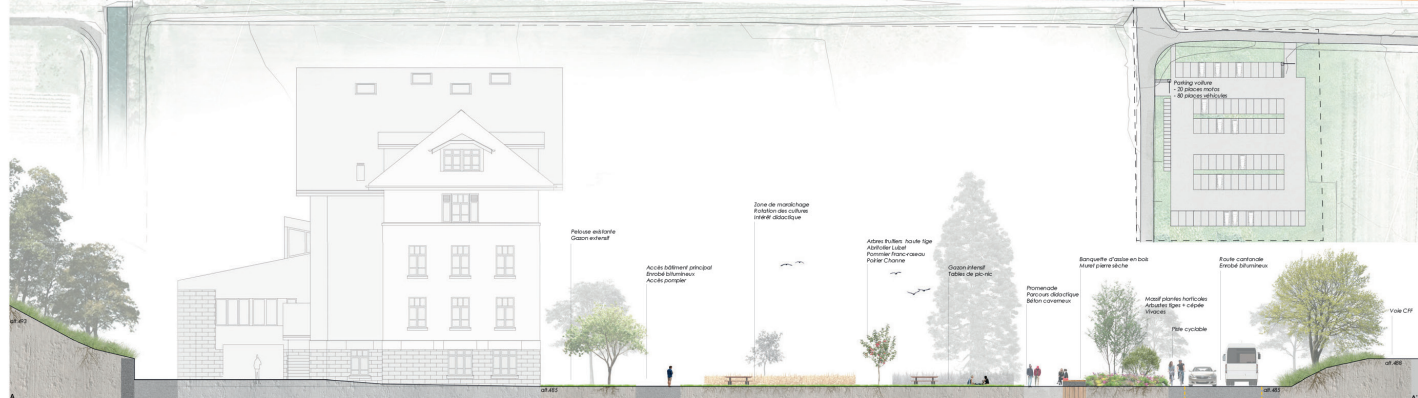 Parking voiture
- 20 places motos
- 80 places véhicules
Zone de maraîchage
Rotation des cultures
Intérêt didactique
Pelouse existante
Gazon extensif
Arbres fruitiers haute tige
Abritotier Luizet
Pommier Franc-roseau
Poirier Channe
Accès bâtiment principal
Enrobé bitumineux
Accès pompier
Gazon intensif
Tables de pic-nic
Banquette d'assise en bois
Muret pierre sèche
Route cantonale
Enrobé bitumineux
Promenade
Parcours didactique
Béton caverneux
Massif plantes horticoles
Arbustes tiges + cépée
Vivaces
Voie CFF
Piste cyclable
alt.493
alt.486
alt.485
alt.485
A
A'